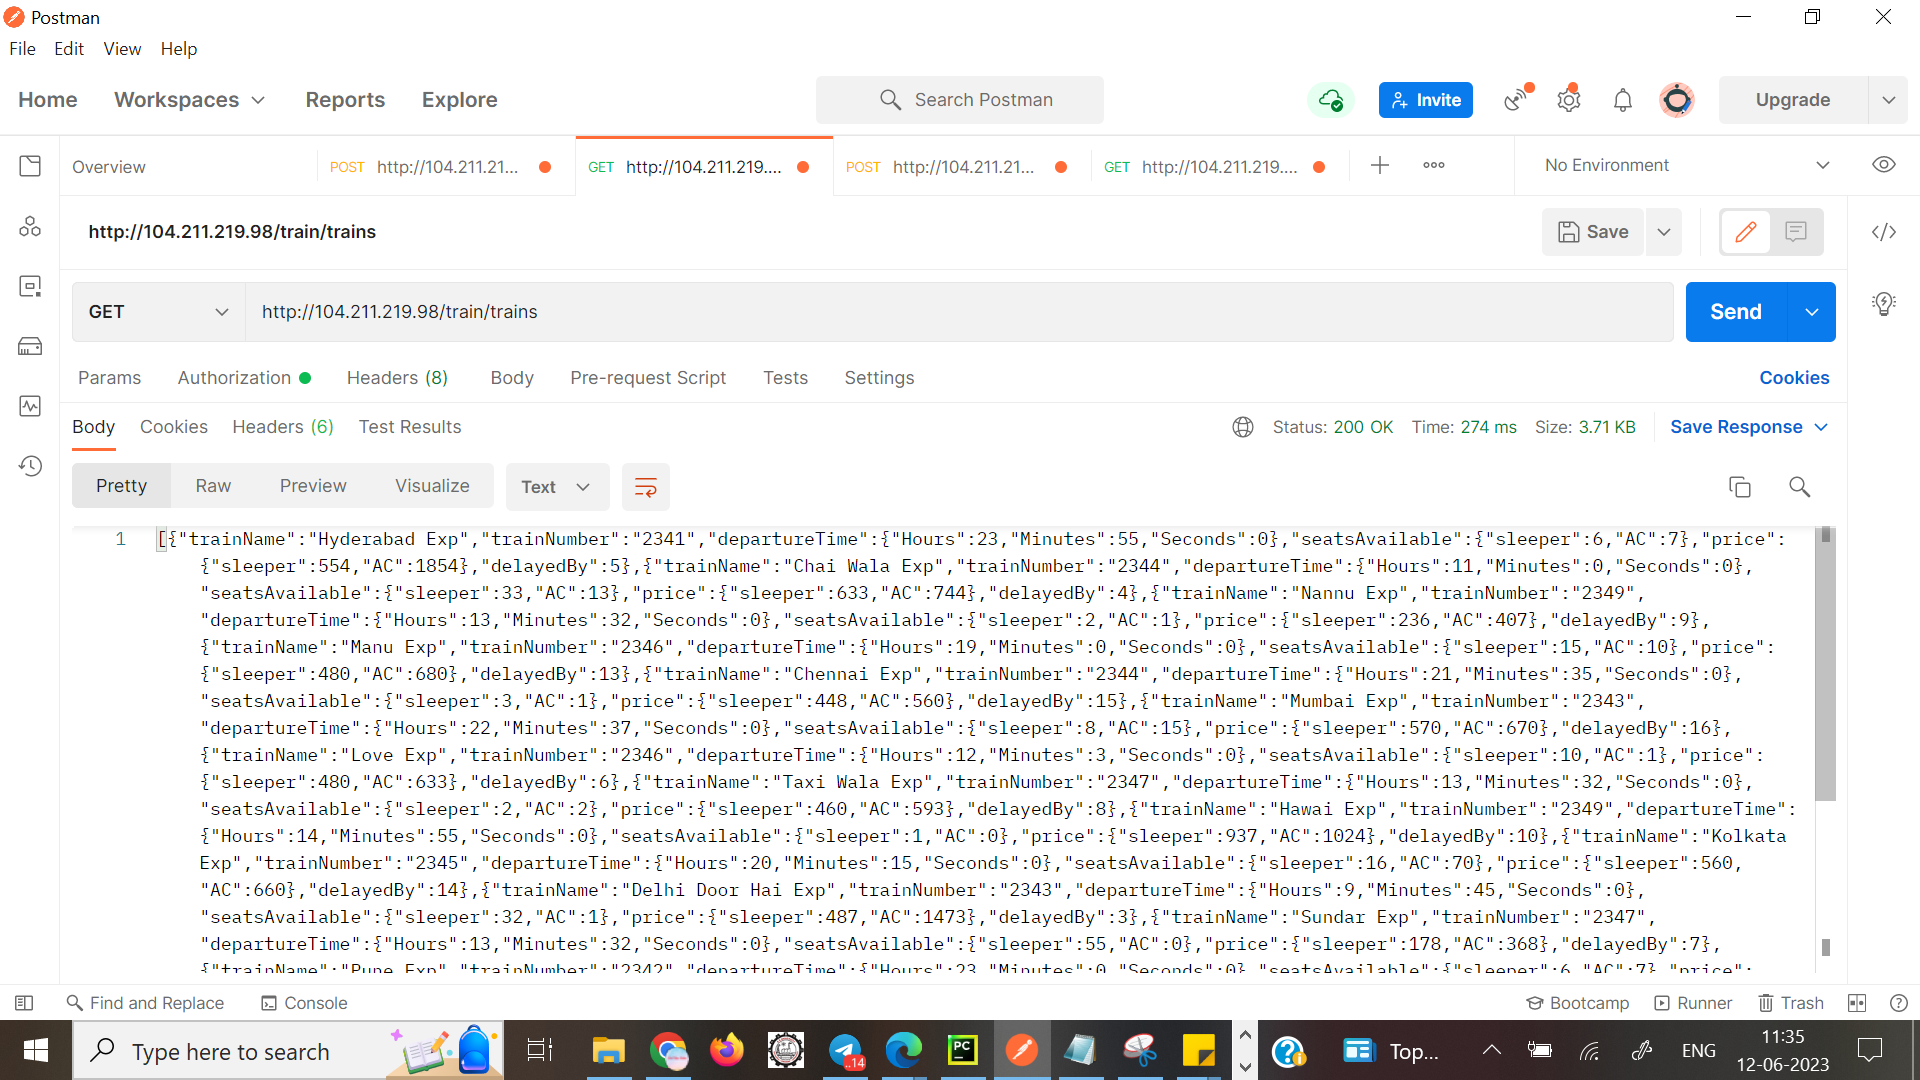 Postman
File Edit View Help
Home Workspaces Reports Explore Search Postman Invite Upgrade
Overview POST http://104.211.21... GET http://104.211.219.... POST http://104.211.21... GET http://104.211.219.... No Environment
http://104.211.219.98/train/trains Save
GET http://104.211.219.98/train/trains Send
Params Authorization Headers (8) Body Pre-request Script Tests Settings Cookies
Body Cookies Headers (6) Test Results Status: 200 OK Time: 274 ms Size: 3.71 KB Save Response
Pretty Raw Preview Visualize Text
1 [{"trainName":"Hyderabad Exp","trainNumber":"2341","departureTime":{"Hours":23,"Minutes":55,"Seconds":0},"seatsAvailable":{"sleeper":6,"AC":7},"price":
{"sleeper":554,"AC":1854},"delayedBy":5},{"trainName":"Chai Wala Exp","trainNumber":"2344","departureTime":{"Hours":11,"Minutes":0,"Seconds":0},
"seatsAvailable":{"sleeper":33,"AC":13},"price":{"sleeper":633,"AC":744},"delayedBy":4},{"trainName":"Nannu Exp","trainNumber":"2349",
"departureTime":{"Hours":13,"Minutes":32,"Seconds":0},"seatsAvailable":{"sleeper":2,"AC":1},"price":{"sleeper":236,"AC":407},"delayedBy":9},
{"trainName":"Manu Exp","trainNumber":"2346","departureTime":{"Hours":19,"Minutes":0,"Seconds":0},"seatsAvailable":{"sleeper":15,"AC":10},"price":
{"sleeper":480,"AC":680},"delayedBy":13},{"trainName":"Chennai Exp","trainNumber":"2344","departureTime":{"Hours":21,"Minutes":35,"Seconds":0},
"seatsAvailable":{"sleeper":3,"AC":1},"price":{"sleeper":448,"AC":560},"delayedBy":15},{"trainName":"Mumbai Exp","trainNumber":"2343",
"departureTime":{"Hours":22,"Minutes":37,"Seconds":0},"seatsAvailable":{"sleeper":8,"AC":15},"price":{"sleeper":570,"AC":670},"delayedBy":16},
{"trainName":"Love Exp","trainNumber":"2346","departureTime":{"Hours":12,"Minutes":3,"Seconds":0},"seatsAvailable":{"sleeper":10,"AC":1},"price":
{"sleeper":480,"AC":633},"delayedBy":6},{"trainName":"Taxi Wala Exp","trainNumber":"2347","departureTime":{"Hours":13,"Minutes":32,"Seconds":0},
"seatsAvailable":{"sleeper":2,"AC":2},"price":{"sleeper":460,"AC":593},"delayedBy":8},{"trainName":"Hawai Exp","trainNumber":"2349","departureTime":
{"Hours":14,"Minutes":55,"Seconds":0},"seatsAvailable":{"sleeper":1,"AC":0},"price":{"sleeper":937,"AC":1024},"delayedBy":10},{"trainName":"Kolkata
Exp","trainNumber":"2345","departureTime":{"Hours":20,"Minutes":15,"Seconds":0},"seatsAvailable":{"sleeper":16,"AC":70},"price":{"sleeper":560,
"AC":660},"delayedBy":14},{"trainName":"Delhi Door Hai Exp","trainNumber":"2343","departureTime":{"Hours":9,"Minutes":45,"Seconds":0},
"seatsAvailable":{"sleeper":32,"AC":1},"price":{"sleeper":487,"AC":1473},"delayedBy":3},{"trainName":"Sundar Exp","trainNumber":"2347",
"departureTime":{"Hours":13,"Minutes":32,"Seconds":0},"seatsAvailable":{"sleeper":55,"AC":0},"price":{"sleeper":178,"AC":368},"delayedBy":7},
{"trainName":"Pune Exp","trainNumber":"2342","departureTime":{"Hours":23,"Minutes":0,"Seconds":0},"seatsAvailable":{"sleeper":6,"AC":7},"price":
Find and Replace Console Bootcamp Runner Trash
Type here to search PC ..14 Top... ENG 11:35
12-06-2023